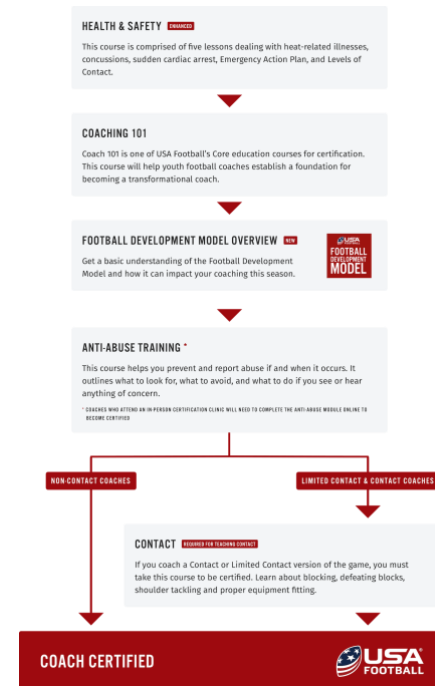 HEALTH & SAFETY ENHANCED
This course is comprised of five lessons dealing with heat-related illnesses,
concussions, sudden cardiac arrest, Emergency Action Plan, and Levels of
Contact.
COACHING 101
Coach 101 is one of USA Football's Core education courses for certification.
This course will help youth football coaches establish a foundation for
becoming a transformational coach.
FOOTBALL DEVELOPMENT MODEL OVERVIEW NEW
Get a basic understanding of the Football Development
Model and how it can impact your coaching this season.
USA
FOOTBALL
DEVELOPMENT
MODEL
ANTI-ABUSE TRAINING *
This course helps you prevent and report abuse if and when it occurs. It
outlines what to look for, what to avoid, and what to do if you see or hear
anything of concern.
* COACHES WHO ATTEND AN IN-PERSON CERTIFICATION CLINIC WILL NEED TO COMPLETE THE ANTI-ABUSE MODULE ONLINE TO
BECOME CERTIFIED
NON-CONTACT COACHES
LIMITED CONTACT & CONTACT COACHES
CONTACT REQUIRED FOR TEACHING CONTACT
If you coach a Contact or Limited Contact version of the game, you must
take this course to be certified. Learn about blocking, defeating blocks,
shoulder tackling and proper equipment fitting.
COACH CERTIFIED
USA
FOOTBALL